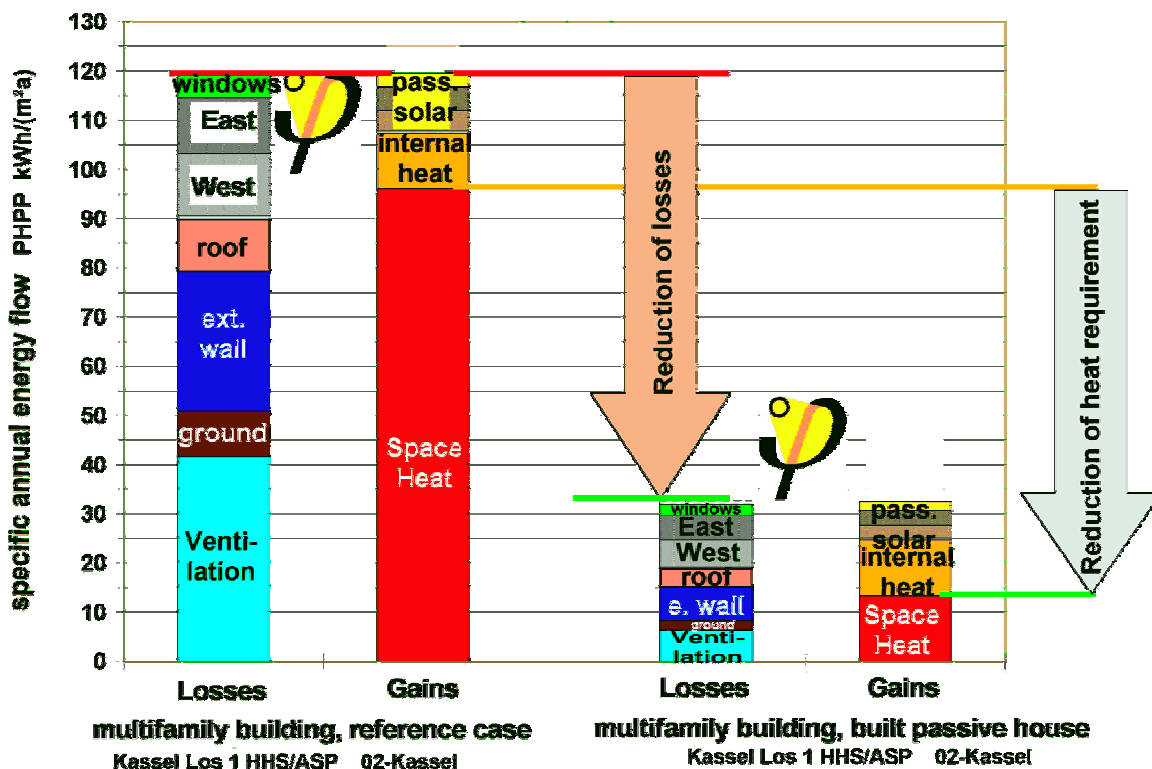 specific annual energy flow PHPP kWh/(m²a)
130
120
110
100
90
80
70
60
50
40
30
20
10
0
windows
East
West
roof
ext.
wall
ground
Venti-
lation
pass.
solar
internal
heat
Space
Heat
Reduction of losses
windows
East
West
roof
e. wall
ground
Venti-
lation
pass.
solar
internal
heat
Space
Heat
Reduction of heat requirement
Losses
Gains
Losses
Gains
multifamily building, reference case
multifamily building, built passive house
Kassel Los 1 HHS/ASP 02-Kassel
Kassel Los 1 HHS/ASP 02-Kassel